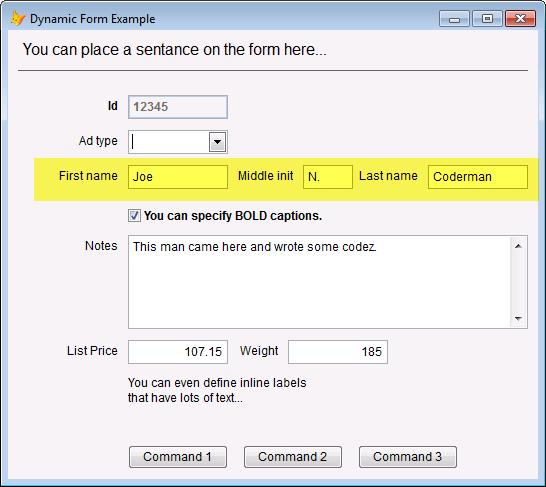 Dynamic Form Example
You can place a sentence on the form here...
Id 12345
Ad type
First name Joe Middle init N. Last name Coderman
You can specify BOLD captions.
Notes This man came here and wrote some codez.
List Price 107.15 Weight 185
You can even define inline labels
that have lots of text...
Command 1 Command 2 Command 3